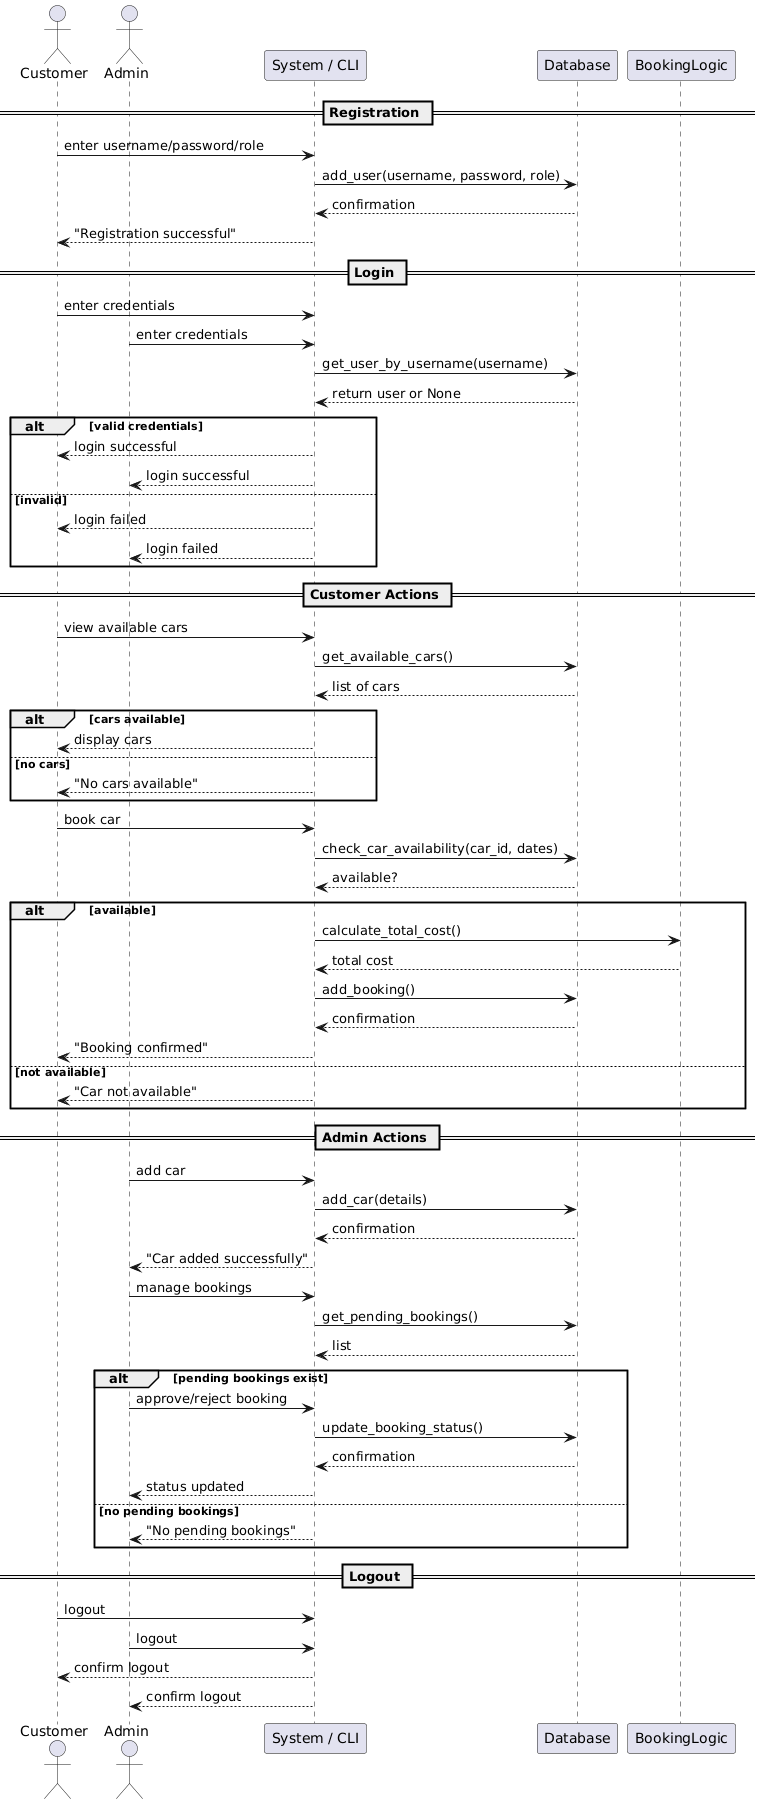 Customer
Admin
System / CLI
Database
BookingLogic
Registration
enter username/password/role
add_user(username, password, role)
confirmation
"Registration successful"
Login
enter credentials
enter credentials
get_user_by_username(username)
return user or None
alt [valid credentials]
login successful
login successful
[invalid]
login failed
login failed
Customer Actions
view available cars
get_available_cars()
list of cars
alt [cars available]
display cars
[no cars]
"No cars available"
book car
check_car_availability(car_id, dates)
available?
alt [available]
calculate_total_cost()
total cost
add_booking()
confirmation
"Booking confirmed"
[not available]
"Car not available"
Admin Actions
add car
add_car(details)
confirmation
"Car added successfully"
manage bookings
get_pending_bookings()
list
alt [pending bookings exist]
approve/reject booking
update_booking_status()
confirmation
status updated
[no pending bookings]
"No pending bookings"
Logout
logout
logout
confirm logout
confirm logout
Customer
Admin
System / CLI
Database
BookingLogic